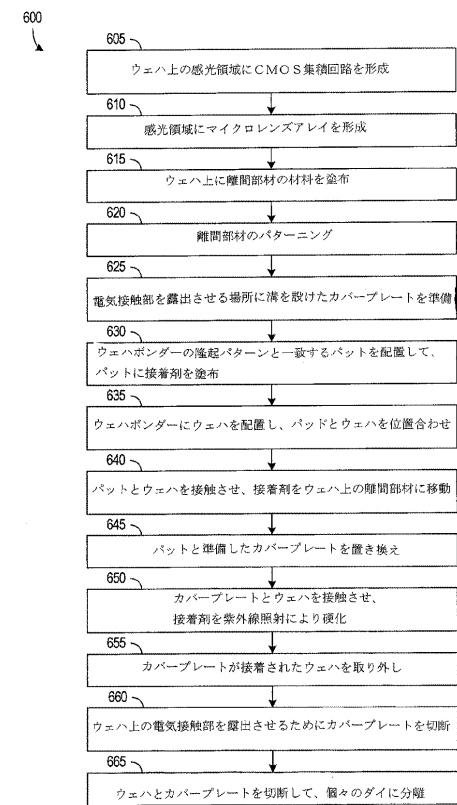 600
605
ウェハ上の感光領域にCMOS集積回路を形成
610
感光領域にマイクロレンズアレイを形成
615
ウェハ上に離間部材の材料を塗布
620
離間部材のパターニング
625
電気接触部を露出させる場所に溝を設けたカバープレートを準備
630
ウェハボンダーの隆起パターンと一致するパットを配置して、
パットに接着剤を塗布
635
ウェハボンダーにウェハを配置し、パッドとウェハを位置合わせ
640
パットとウェハを接触させ、接着剤をウェハ上の離間部材に移動
645
パットと準備したカバープレートを置き換え
650
カバープレートとウェハを接触させ、
接着剤を紫外線照射により硬化
655
カバープレートが接着されたウェハを取り外し
660
ウェハ上の電気接触部を露出させるためにカバープレートを切断
665
ウェハとカバープレートを切断して、個々のダイに分離